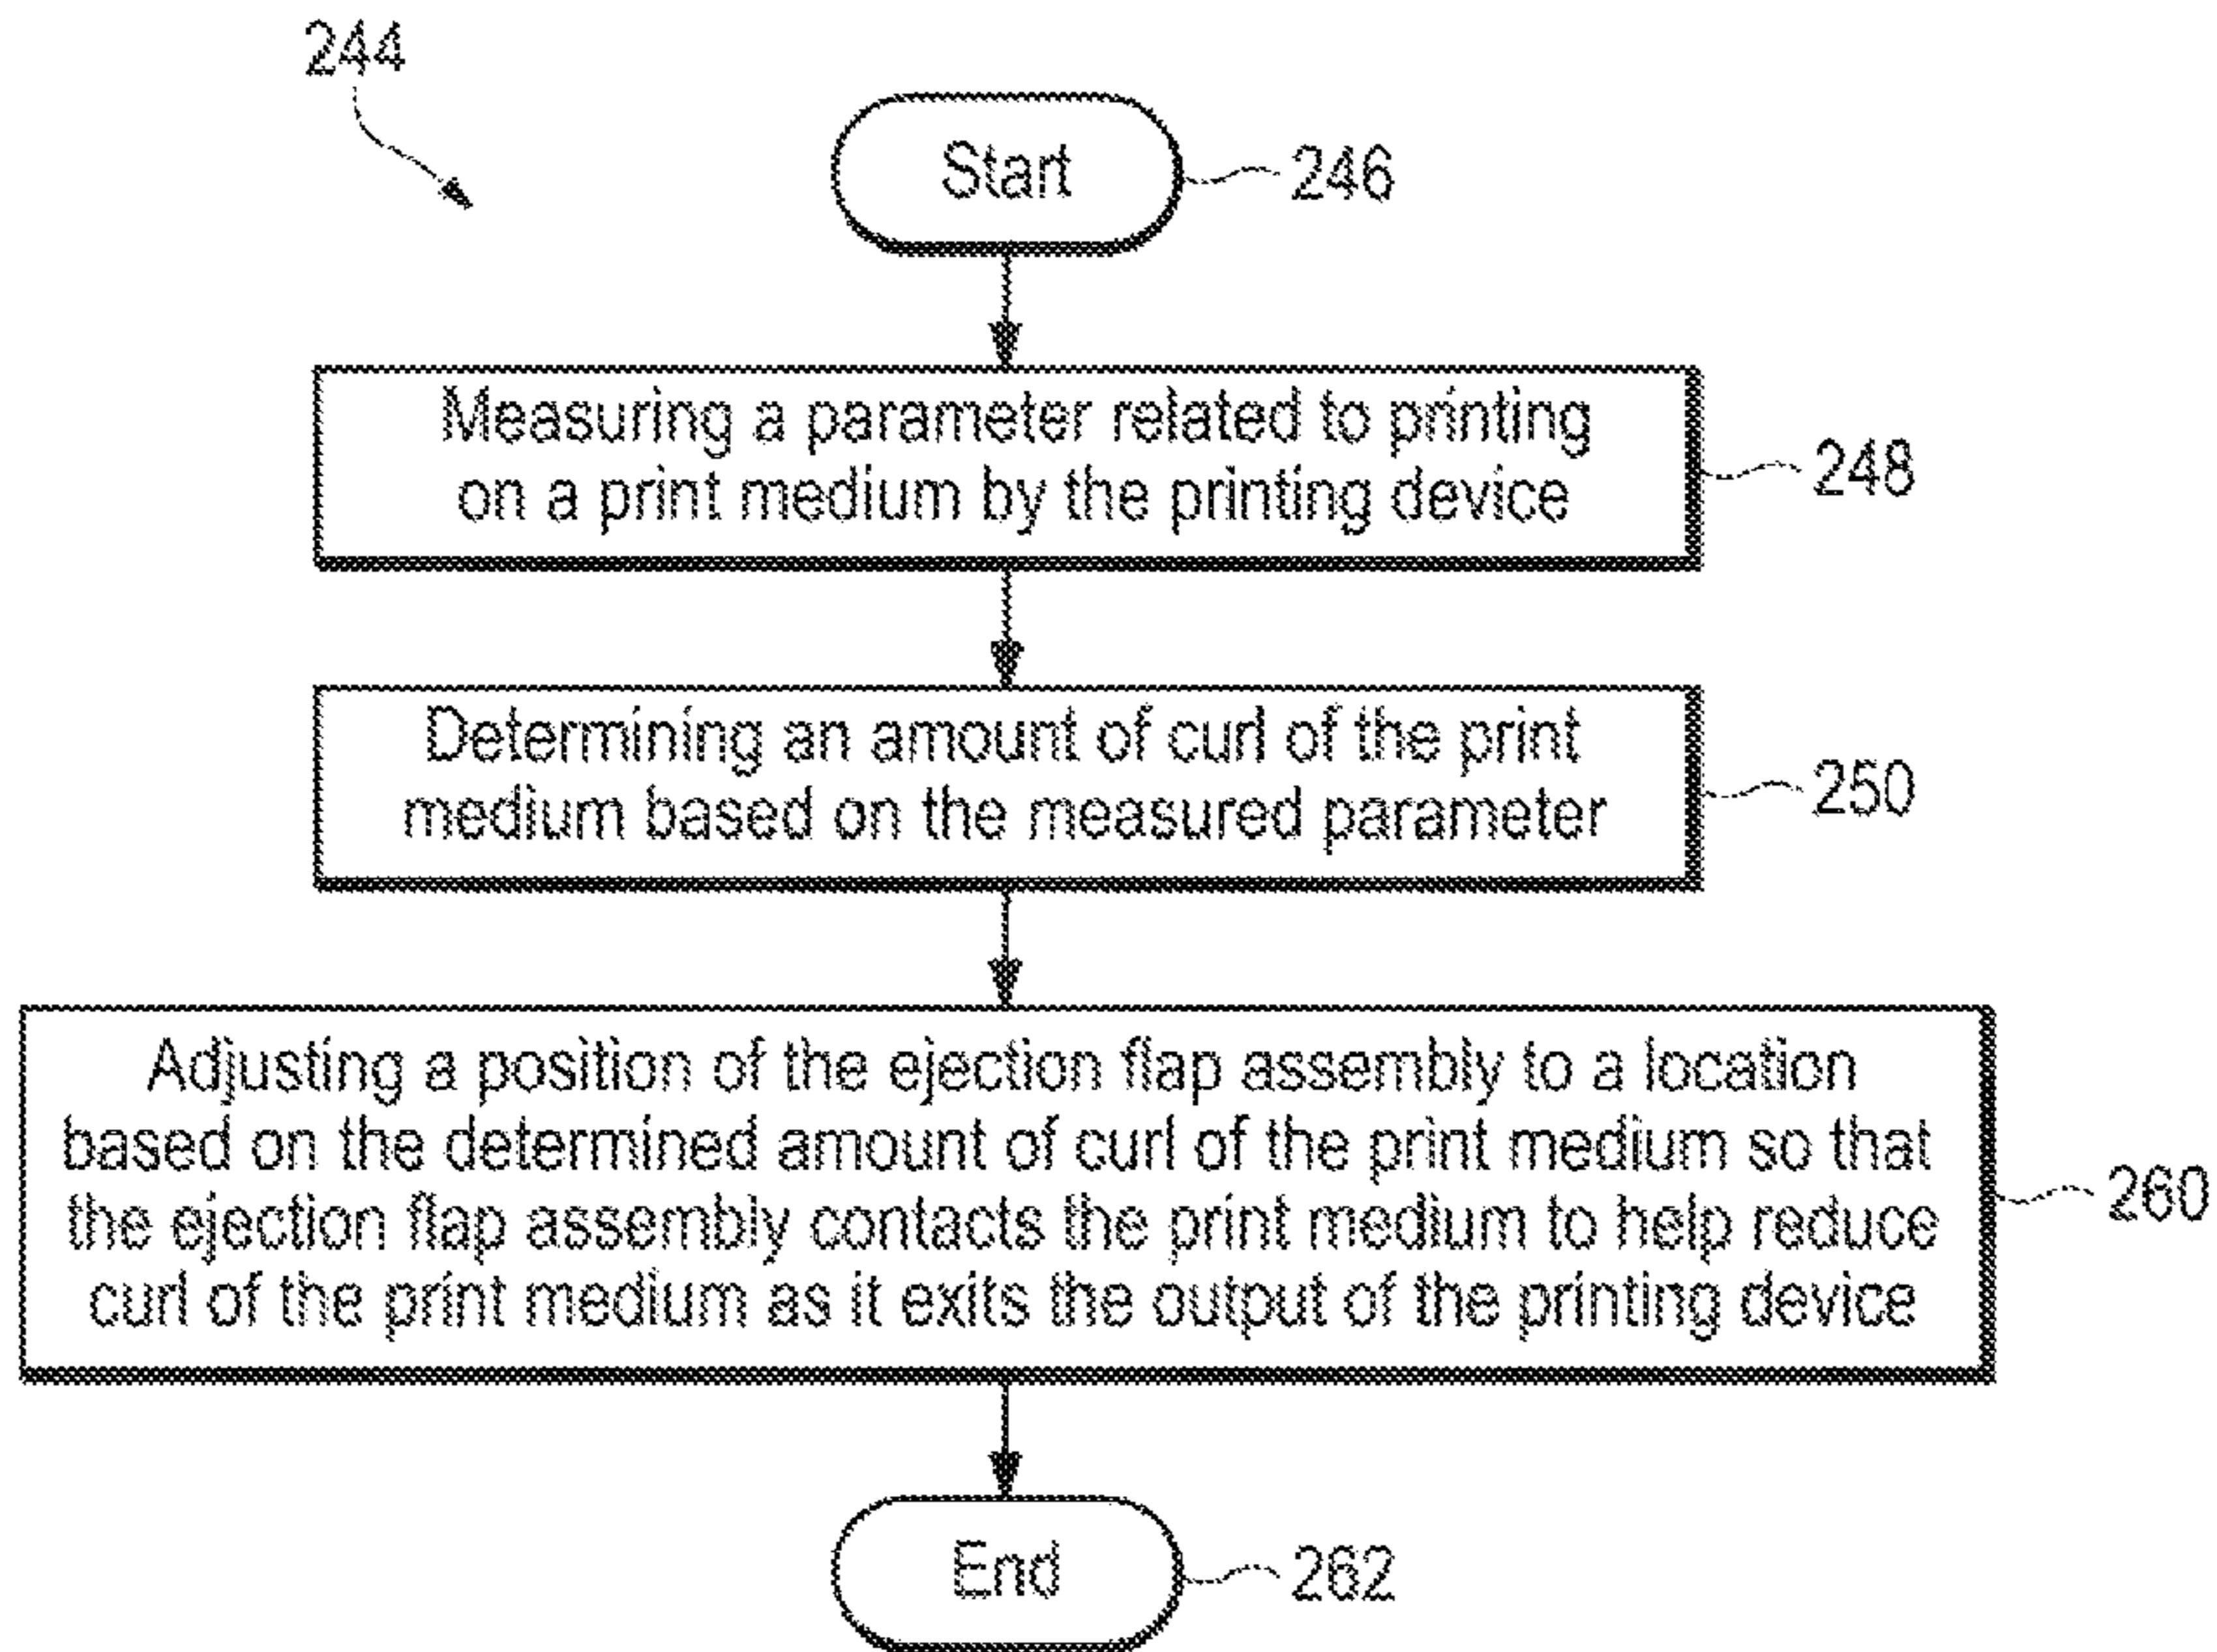 244
Start
246
Measuring a parameter related to printing
on a print medium by the printing device
248
Determining an amount of curl of the print
medium based on the measured parameter
250
Adjusting a position of the ejection flap assembly to a location
based on the determined amount of curl of the print medium so that
the ejection flap assembly contacts the print medium to help reduce
curl of the print medium as it exits the output of the printing device
260
End
262